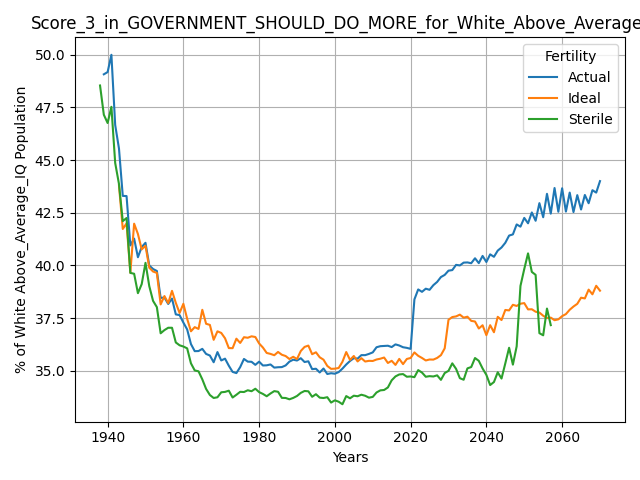 Score_3_in_GOVERNMENT_SHOULD_DO_MORE_for_White_Above_Average
% of White Above_Average_IQ Population
50.0
47.5
45.0
42.5
40.0
37.5
35.0
Fertility
Actual
Ideal
Sterile
1940 1960 1980 2000 2020 2040 2060
Years